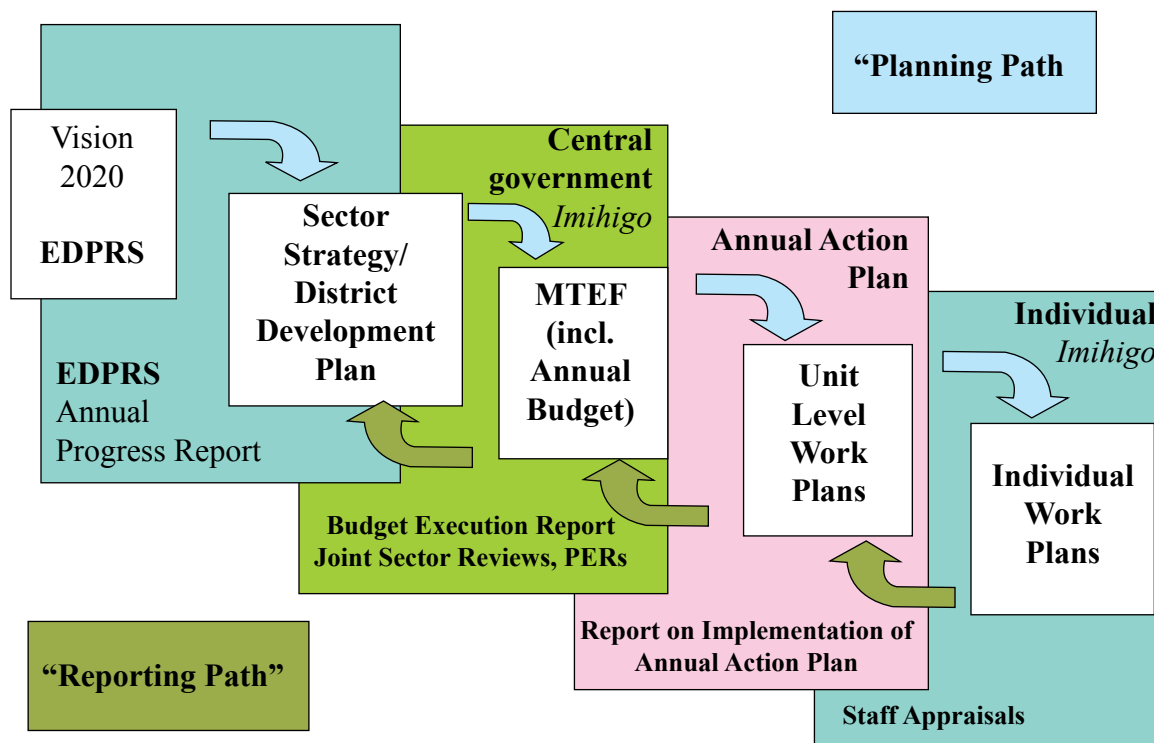 “Planning Path
Vision
2020
EDPRS
Central
government
Imihigo
Sector
Strategy/
District
Development
Plan
Annual Action
Plan
MTEF
(incl.
Annual
Budget)
Individual
Imihigo
EDPRS
Annual
Progress Report
Unit
Level
Work
Plans
Individual
Work
Plans
Budget Execution Report
Joint Sector Reviews, PERs
Report on Implementation of
Annual Action Plan
“Reporting Path”
Staff Appraisals